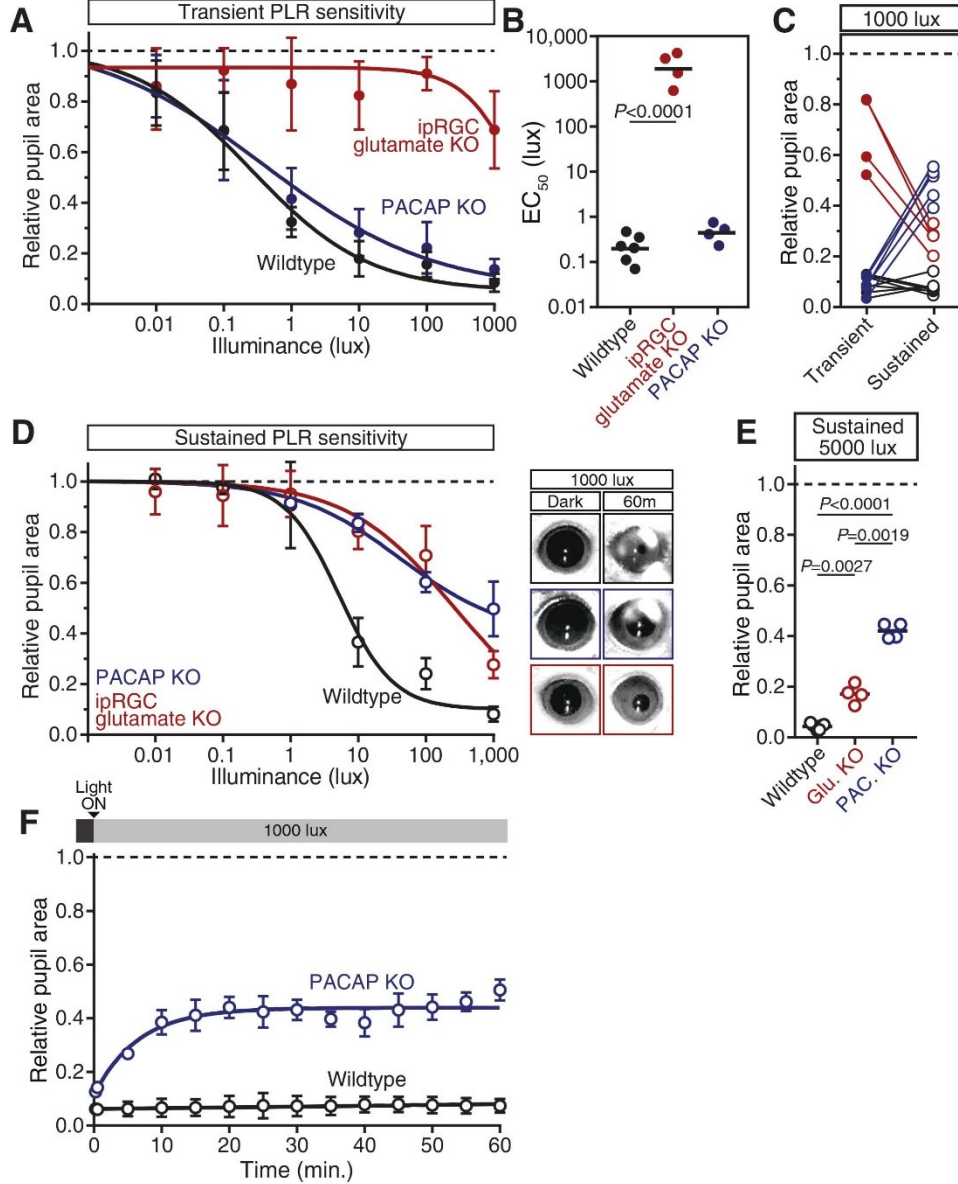 A
Transient PLR sensitivity
Relative pupil area
1.0
0.8
0.6
0.4
0.2
0.0
ipRGC
glutamate KO
PACAP KO
Wildtype
0.01
0.1
1
10
100
1000
Illuminance (lux)
B
EC50 (lux)
10,000
1000
100
10
1
0.1
0.01
P<0.0001
Wildtype
ipRGC
glutamate KO
PACAP KO
C
1000 lux
Relative pupil area
1.0
0.8
0.6
0.4
0.2
0.0
Transient
Sustained
D
Sustained PLR sensitivity
Relative pupil area
1.0
0.8
0.6
0.4
0.2
0.0
PACAP KO
ipRGC
glutamate KO
Wildtype
0.01
0.1
1
10
100
1,000
Illuminance (lux)
1000 lux
Dark
60m
E
Sustained
5000 lux
Relative pupil area
1.0
0.8
0.6
0.4
0.2
0.0
P<0.0001
P=0.0019
P=0.0027
Wildtype
Glu. KO
PAC. KO
F
Light
ON
1000 lux
Relative pupil area
1.0
0.8
0.6
0.4
0.2
0.0
PACAP KO
Wildtype
0
10
20
30
40
50
60
Time (min.)